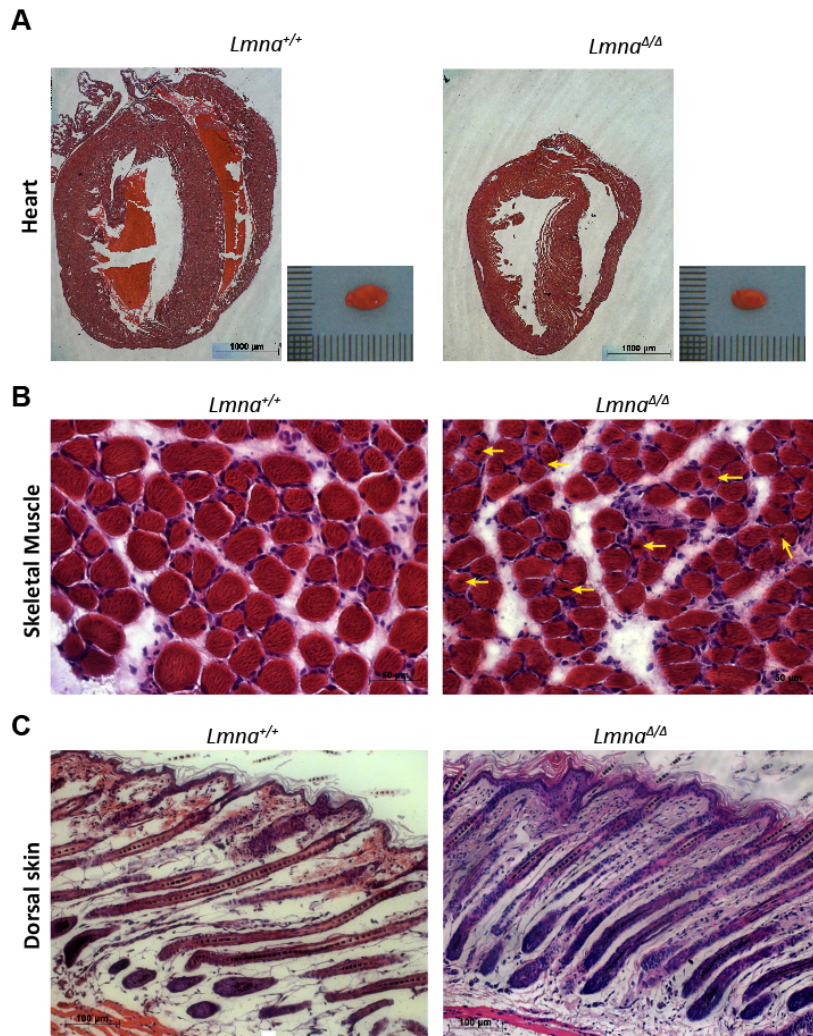 A
Lmna+/+
LmnaΔ/Δ
Heart
1000 µm
1000 µm
B
Lmna+/+
LmnaΔ/Δ
Skeletal Muscle
50 µm
50 µm
C
Lmna+/+
LmnaΔ/Δ
Dorsal skin
100 µm
100 µm